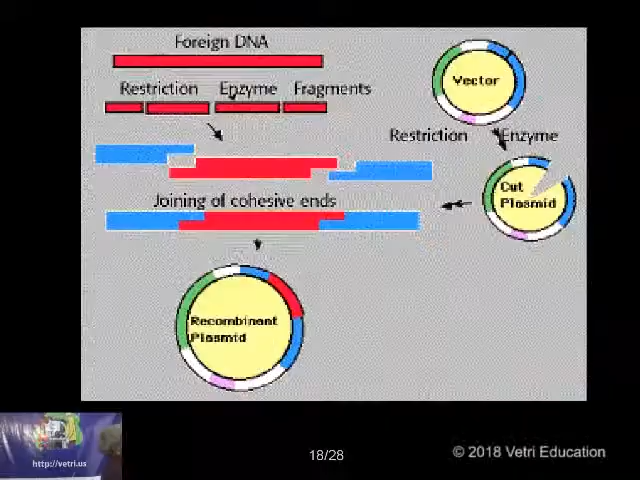 Foreign DNA
Restriction Enzyme Fragments
Vector
Restriction Enzyme
Cut
Plasmid
Joining of cohesive ends
Recombinant
Plasmid
http://vetri.us
18/28
© 2018 Vetri Education